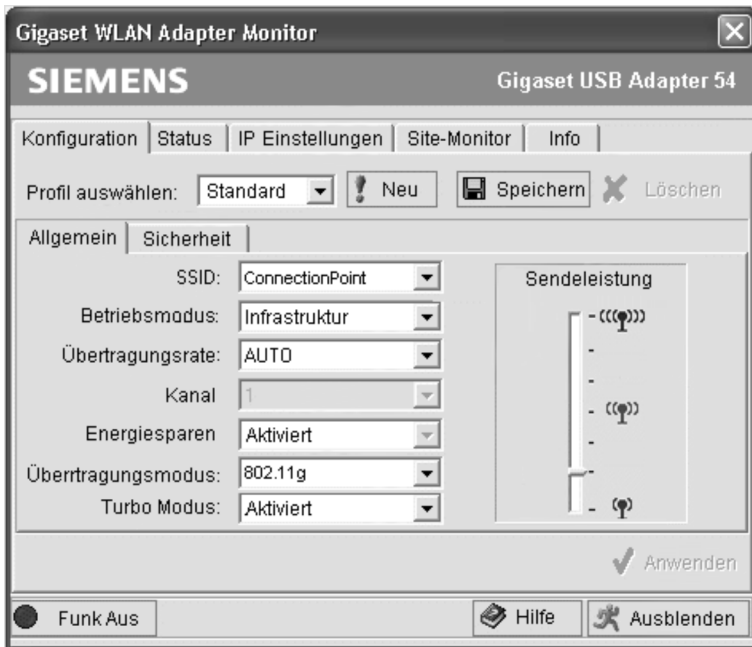 Gigaset WLAN Adapter Monitor
SIEMENS Gigaset USB Adapter 54
Konfiguration Status IP Einstellungen Site-Monitor Info
Profil auswählen: Standard Neu Speichern Löschen
Allgemein Sicherheit
SSID: ConnectionPoint
Betriebsmodus: Infrastruktur
Übertragungsrate: AUTO
Kanal 1
Energiesparen Aktiviert
Überrtragungsmodus: 802.11g
Turbo Modus: Aktiviert
Sendeleistung
Anwenden
Funk Aus Hilfe Ausblenden